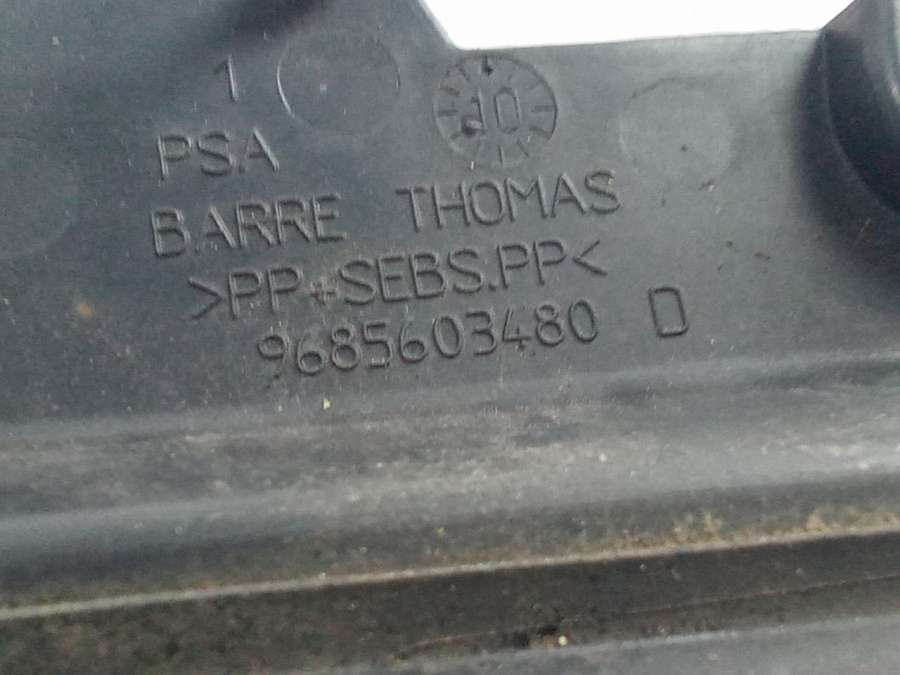 1
10
PSA
BARRE THOMAS
>PP+SEBS.PP<
9685603480 D